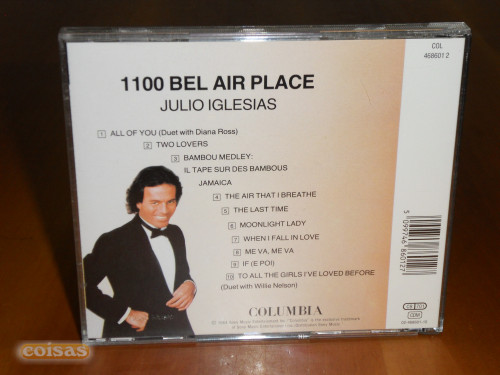 COL
468601 2
1100 BEL AIR PLACE
JULIO IGLESIAS
1 ALL OF YOU (Duet with Diana Ross)
2 TWO LOVERS
3 BAMBOU MEDLEY:
IL TAPE SUR DES BAMBOUS
JAMAICA
4 THE AIR THAT I BREATHE
5 THE LAST TIME
6 MOONLIGHT LADY
7 WHEN I FALL IN LOVE
8 ME VA, ME VA
9 IF (E POI)
10 TO ALL THE GIRLS I'VE LOVED BEFORE
(Duet with Willie Nelson)
5 099746 860127
COLUMBIA
coisas